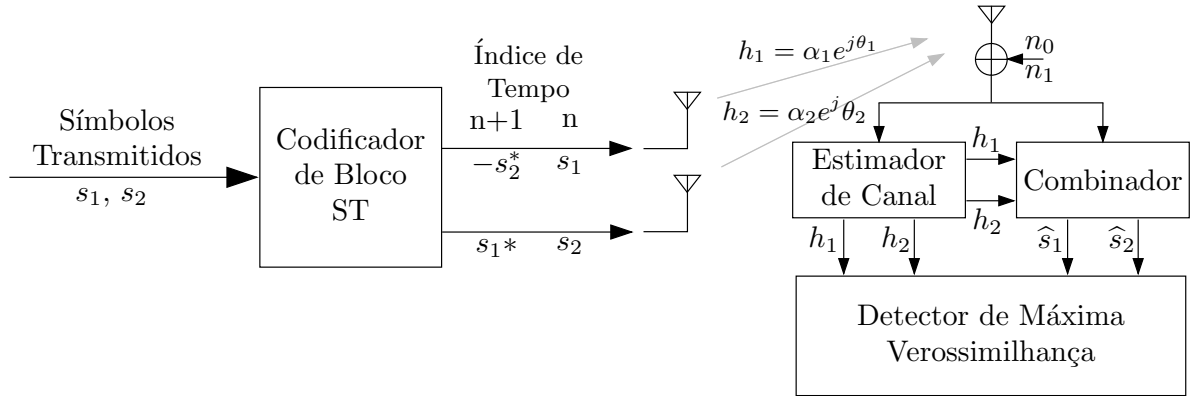 Símbolos
Transmitidos
s₁, s₂
Codificador
de Bloco
ST
Índice de
Tempo
n+1 n
−s₂* s₁
s₁* s₂
h₁ = α₁e^{jθ₁}
h₂ = α₂e^jθ₂
n₀
n₁
Estimador
de Canal
h₁
h₂
Combinador
h₁ h₂
ŝ₁ ŝ₂
Detector de Máxima
Verossimilhança